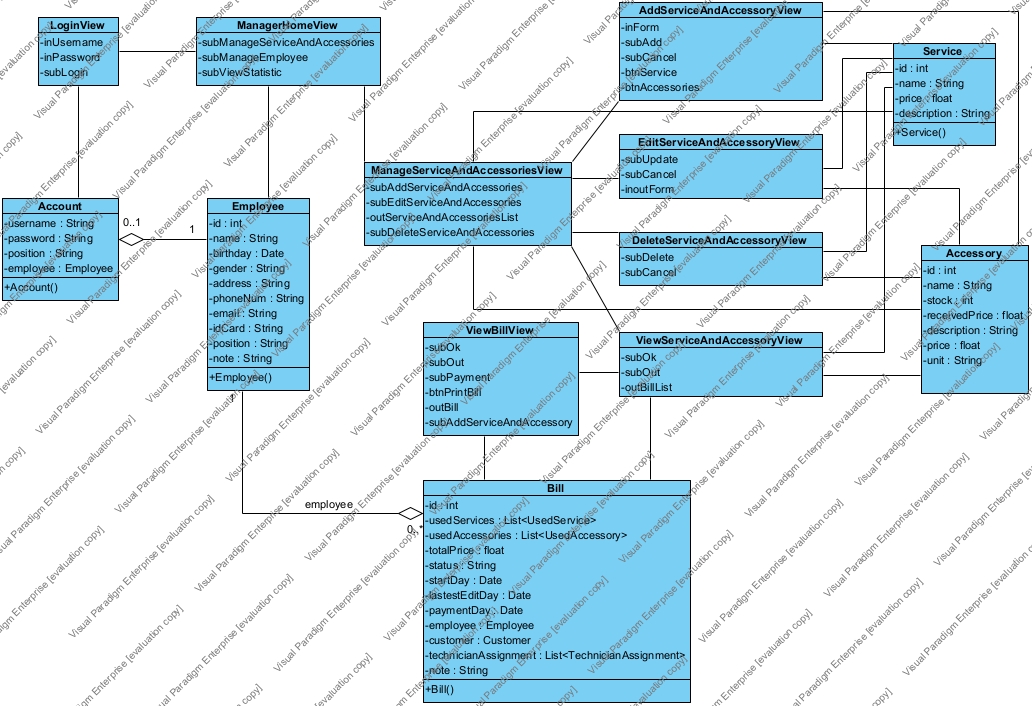 LoginView
-inUsername
-inPassword
-subLogin
ManagerHomeView
-subManageServiceAndAccessories
-subManageEmployee
-subViewStatistic
AddServiceAndAccessoryView
-inForm
-subAdd
-subCancel
-btnService
-btnAccessories
Service
-id : int
-name : String
-price : float
-description : String
+Service()
EditServiceAndAccessoryView
-subUpdate
-subCancel
-inoutForm
ManageServiceAndAccessoriesView
-subAddServiceAndAccessories
-subEditServiceAndAccessories
-outServiceAndAccessoriesList
-subDeleteServiceAndAccessories
Account
-username : String
-password : String
-position : String
-employee : Employee
+Account()
0..1
1
Employee
-id : int
-name : String
-birthday : Date
-gender : String
-address : String
-phoneNum : String
-email : String
-idCard : String
-position : String
-note : String
+Employee()
1
DeleteServiceAndAccessoryView
-subDelete
-subCancel
Accessory
-id : int
-name : String
-stock : int
-receivedPrice : float
-description : String
-price : float
-unit : String
ViewBillView
-subOk
-subOut
-subPayment
-btnPrintBill
-outBill
-subAddServiceAndAccessory
ViewServiceAndAccessoryView
-subOk
-subOut
-outBillList
employee
0..*
Bill
-id : int
-usedServices : List<UsedService>
-usedAccessories : List<UsedAccessory>
-totalPrice : float
-status : String
-startDay : Date
-lastestEditDay : Date
-paymentDay : Date
-employee : Employee
-customer : Customer
-technicianAssignment : List<TechnicianAssignment>
-note : String
+Bill()
Visual Paradigm Enterprise [evaluation copy]